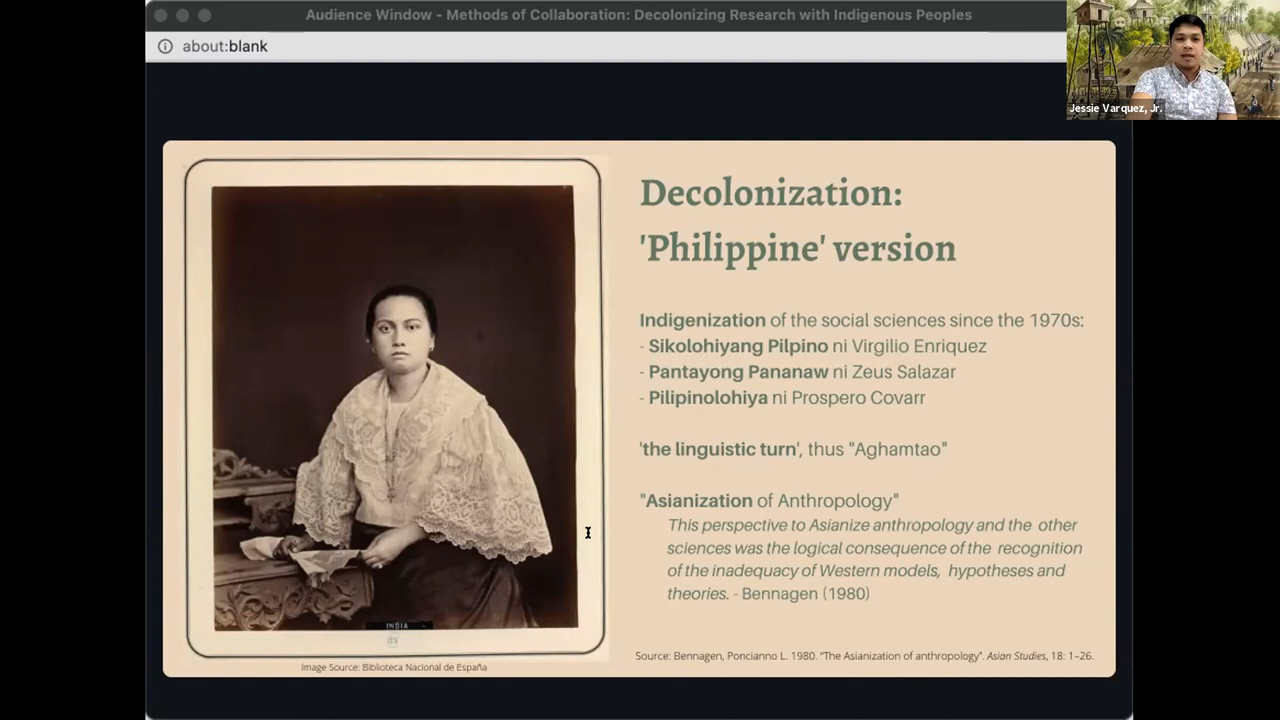 Audience Window - Methods of Collaboration: Decolonizing Research with Indigenous Peoples
about:blank
Jessie Varquez, Jr.
Decolonization:
'Philippine' version
Indigenization of the social sciences since the 1970s:
- Sikolohiyang Pilpino ni Virgilio Enriquez
- Pantayong Pananaw ni Zeus Salazar
- Pilipinolohiya ni Prospero Covarr
'the linguistic turn', thus "Aghamtao"
"Asianization of Anthropology"
This perspective to Asianize anthropology and the other
sciences was the logical consequence of the recognition
of the inadequacy of Western models, hypotheses and
theories. - Bennagen (1980)
INDIA
Image Source: Biblioteca Nacional de España
Source: Bennagen, Poncianno L. 1980. "The Asianization of anthropology". Asian Studies, 18: 1–26.